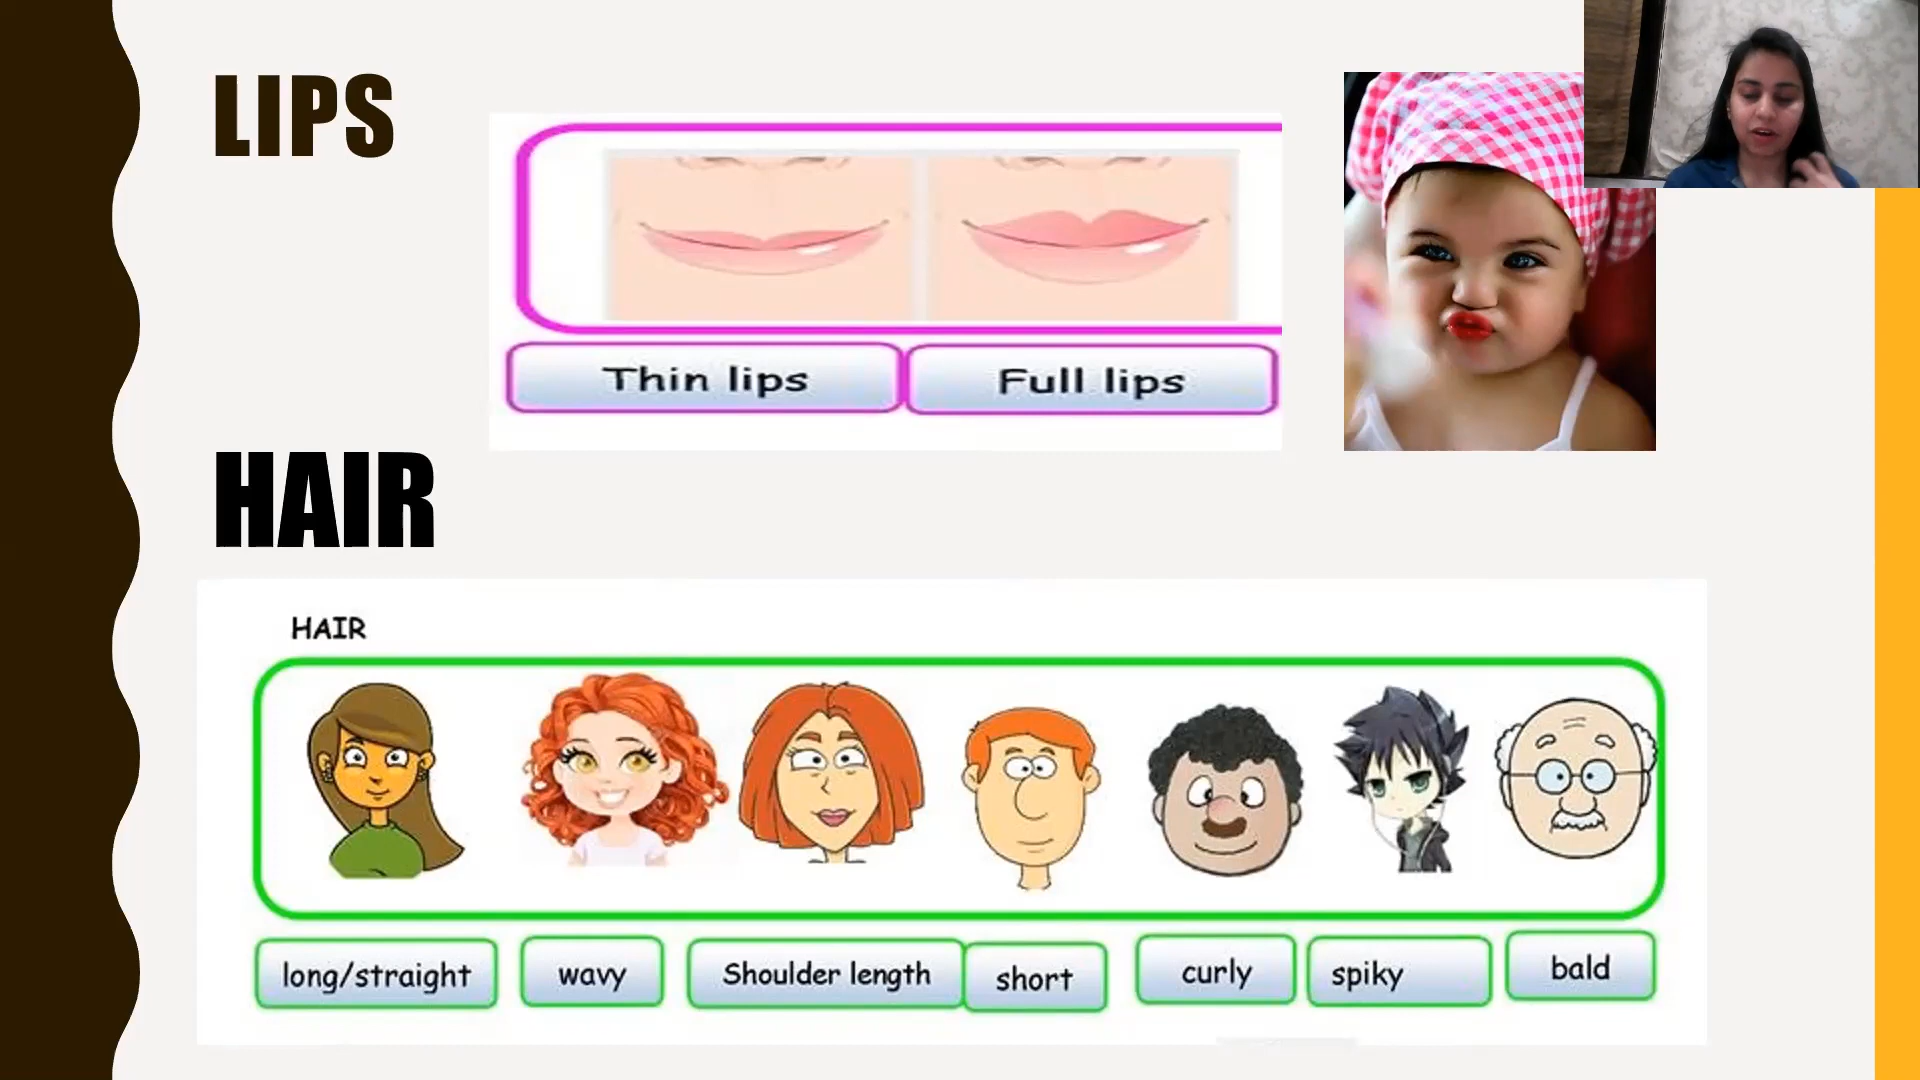 LIPS
Thin lips
Full lips
HAIR
HAIR
long/straight
wavy
Shoulder length
short
curly
spiky
bald